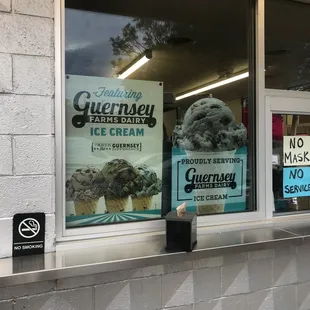 Featuring
Guernsey
FARMS DAIRY
ICE CREAM
PROUDLY SERVING
Guernsey
FARMS DAIRY
ICE CREAM
NO
MASK
NO
SERVICE
NO SMOKING